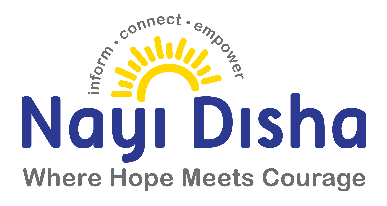 inform • connect • empower
Nayi Disha
Where Hope Meets Courage